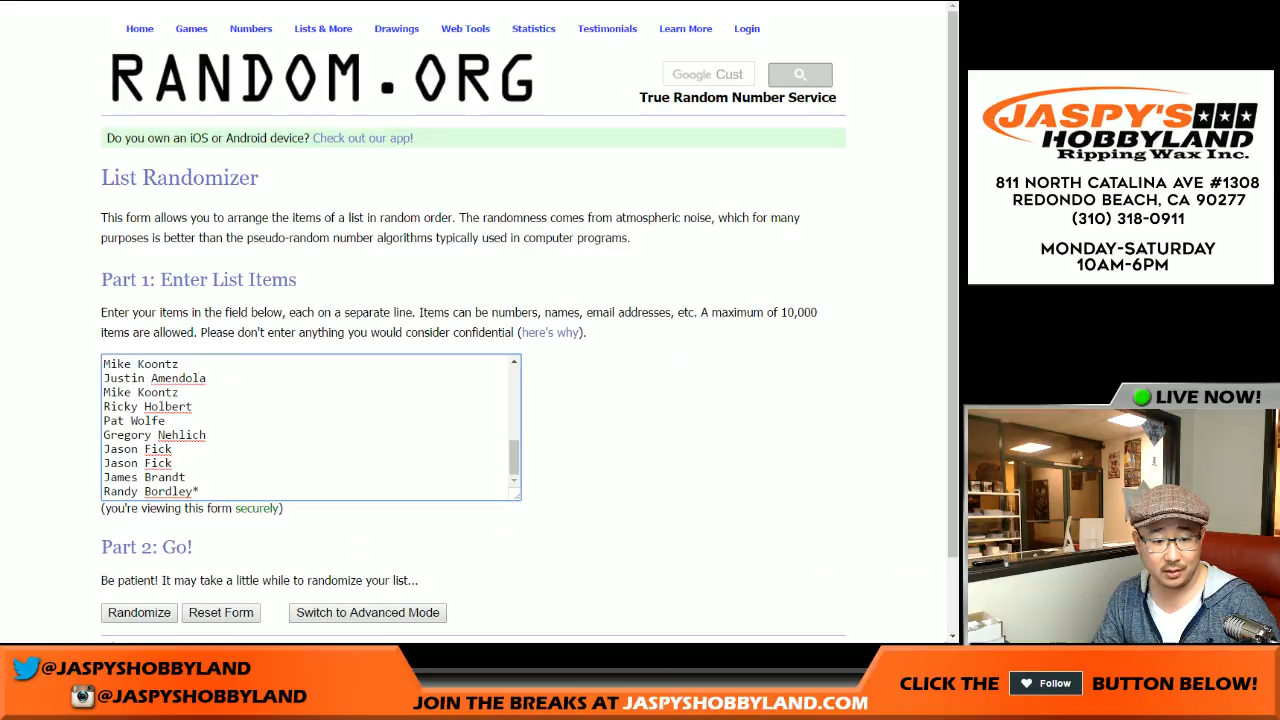 Home Games Numbers Lists & More Drawings Web Tools Statistics Testimonials Learn More Login
RANDOM.ORG
Google Cust
True Random Number Service
Do you own an iOS or Android device? Check out our app!
List Randomizer
This form allows you to arrange the items of a list in random order. The randomness comes from atmospheric noise, which for many
purposes is better than the pseudo-random number algorithms typically used in computer programs.
Part 1: Enter List Items
Enter your items in the field below, each on a separate line. Items can be numbers, names, email addresses, etc. A maximum of 10,000
items are allowed. Please don't enter anything you would consider confidential (here's why).
Mike Koontz
Justin Amendola
Mike Koontz
Ricky Holbert
Pat Wolfe
Gregory Nehlich
Jason Fick
Jason Fick
James Brandt
Randy Bordley*
(you're viewing this form securely)
Part 2: Go!
Be patient! It may take a little while to randomize your list...
Randomize Reset Form Switch to Advanced Mode
JASPY'S
HOBBYLAND
Ripping Wax Inc.
811 NORTH CATALINA AVE #1308
REDONDO BEACH, CA 90277
(310) 318-0911
MONDAY-SATURDAY
10AM-6PM
LIVE NOW!
@JASPYSHOBBYLAND
@JASPYSHOBBYLAND
JOIN THE BREAKS AT JASPYSHOBBYLAND.COM
CLICK THE Follow BUTTON BELOW!